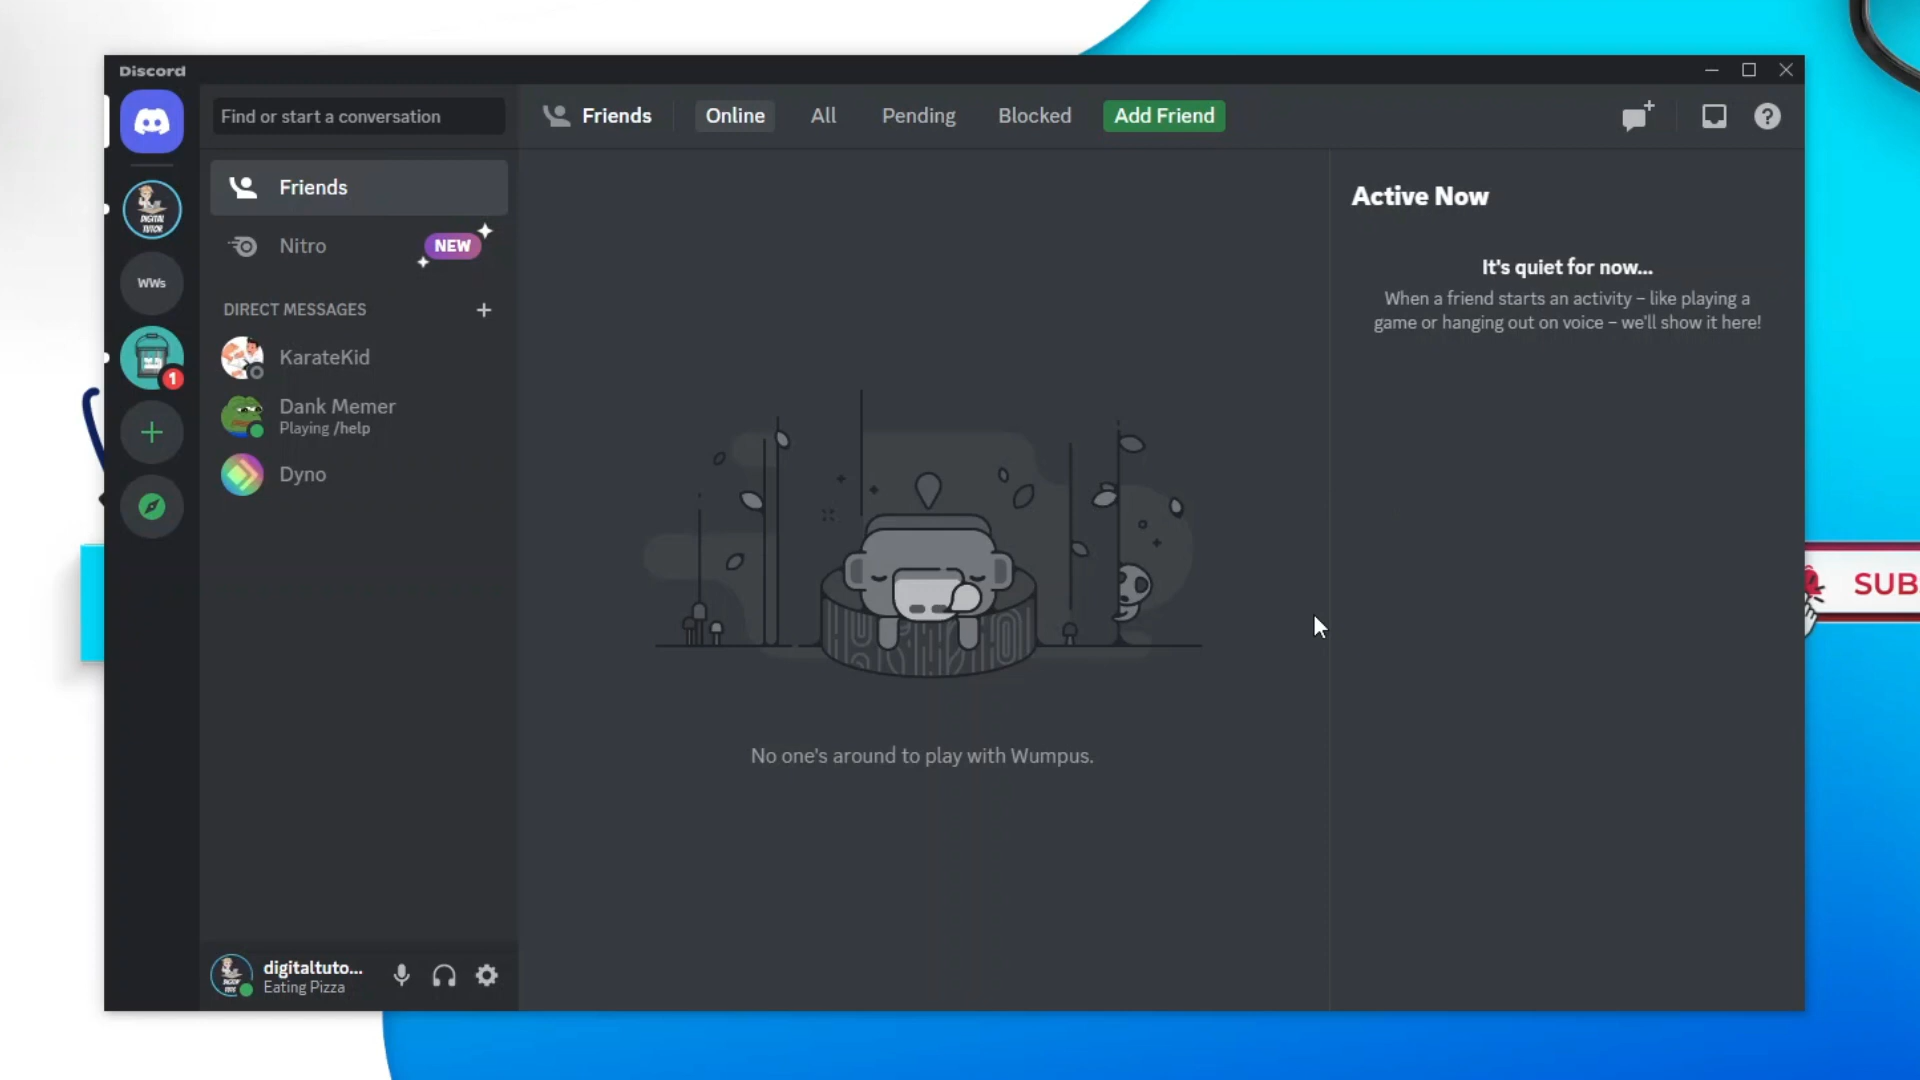 Discord
Find or start a conversation
Friends
Online
All
Pending
Blocked
Add Friend
Friends
Nitro
NEW
DIRECT MESSAGES
KarateKid
Dank Memer
Playing /help
Dyno
DIGITAL
TUTOR
WWs
1
Active Now
It's quiet for now...
When a friend starts an activity – like playing a
game or hanging out on voice – we'll show it here!
No one's around to play with Wumpus.
digitaltuto...
Eating Pizza
SUB